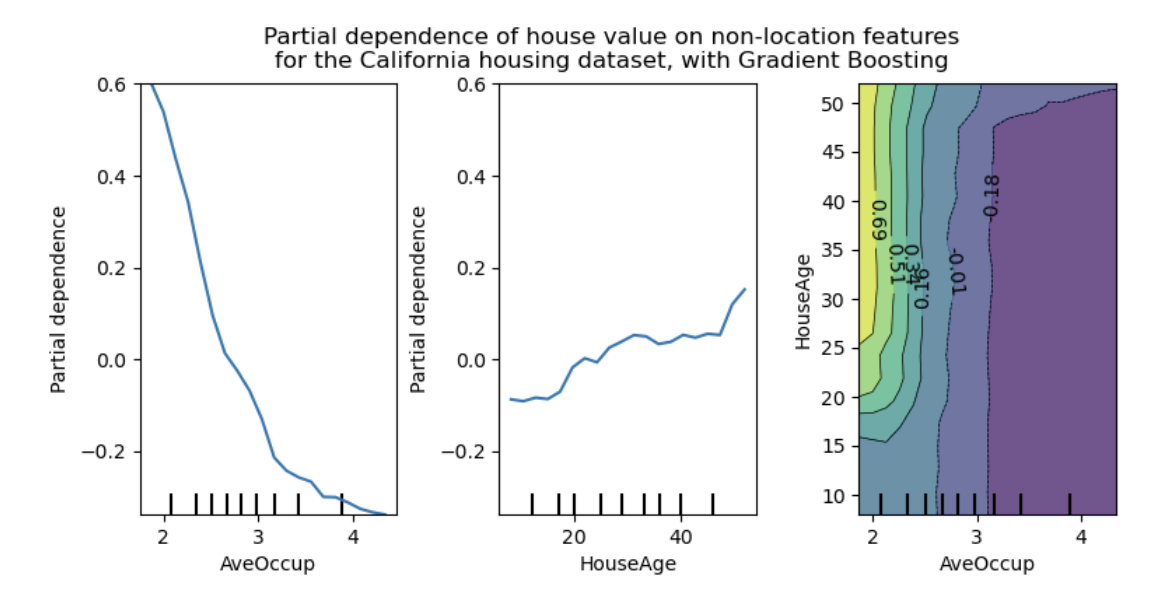 Partial dependence of house value on non-location features
for the California housing dataset, with Gradient Boosting
Partial dependence
0.6
0.4
0.2
0.0
−0.2
2 3 4
AveOccup
Partial dependence
0.6
0.4
0.2
0.0
−0.2
20 40
HouseAge
HouseAge
50
45
40
35
30
25
20
15
10
0.69
0.51
0.34
0.16
-0.01
-0.18
2 3 4
AveOccup